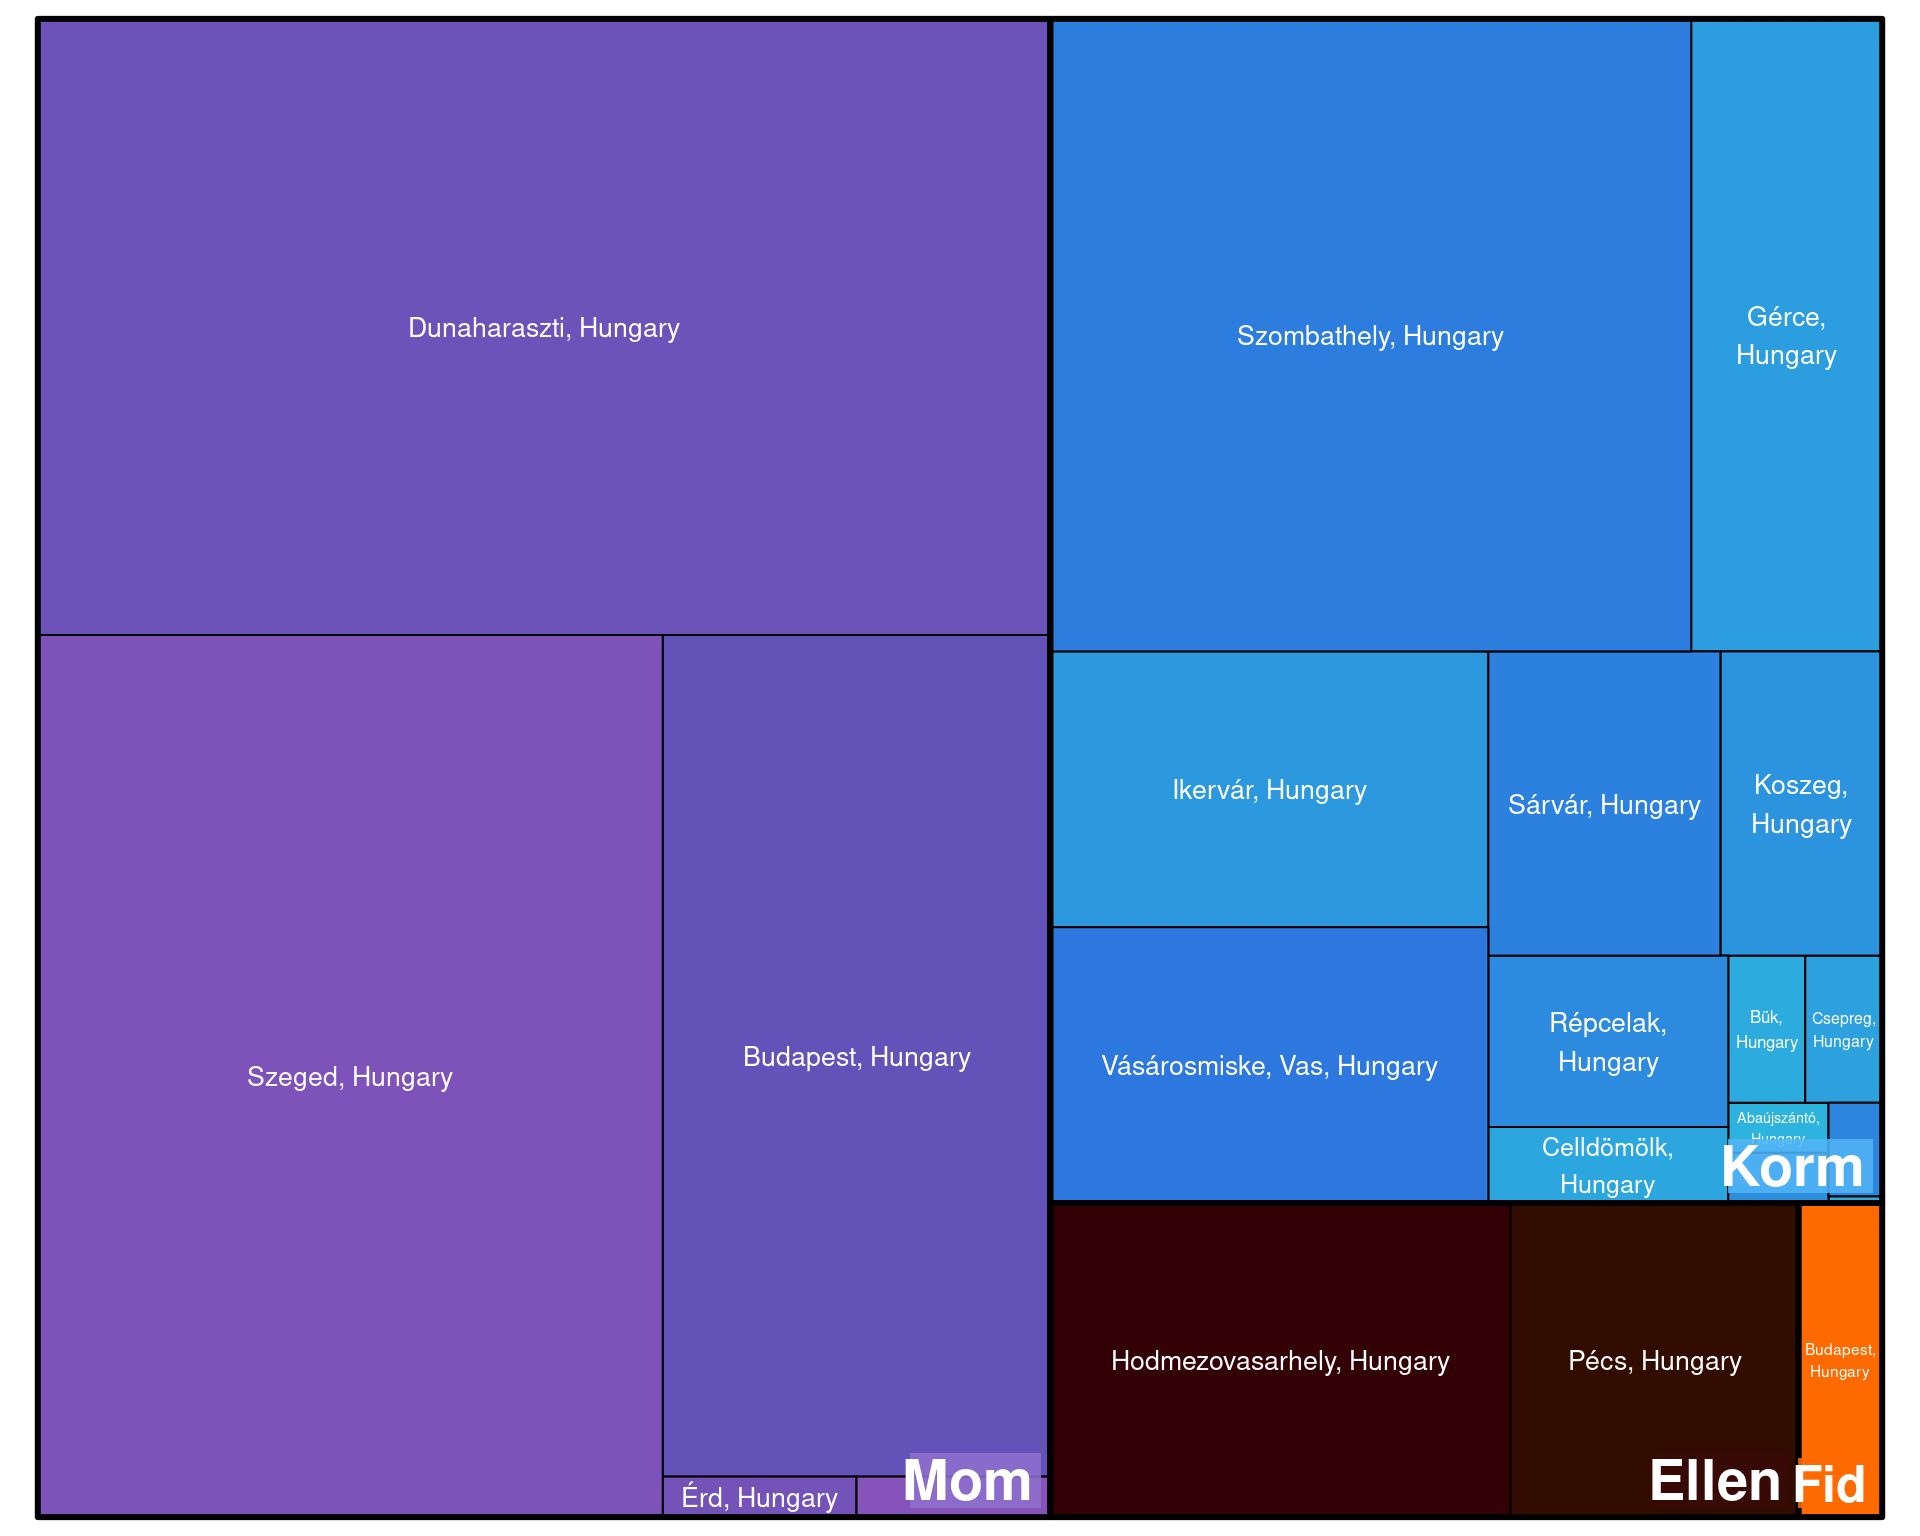 Dunaharaszti, Hungary
Szeged, Hungary
Budapest, Hungary
Érd, Hungary
Mom
Szombathely, Hungary
Gérce,
Hungary
Ikervár, Hungary
Sárvár, Hungary
Koszeg,
Hungary
Vásárosmiske, Vas, Hungary
Répcelak,
Hungary
Bük,
Hungary
Csepreg,
Hungary
Celldömölk,
Hungary
Abaújszántó,
Hungary
Korm
Hodmezovasarhely, Hungary
Pécs, Hungary
Ellen
Budapest,
Hungary
Fid